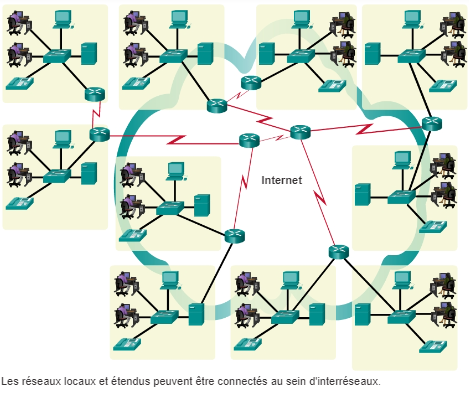 Internet
Les réseaux locaux et étendus peuvent être connectés au sein d'interréseaux.